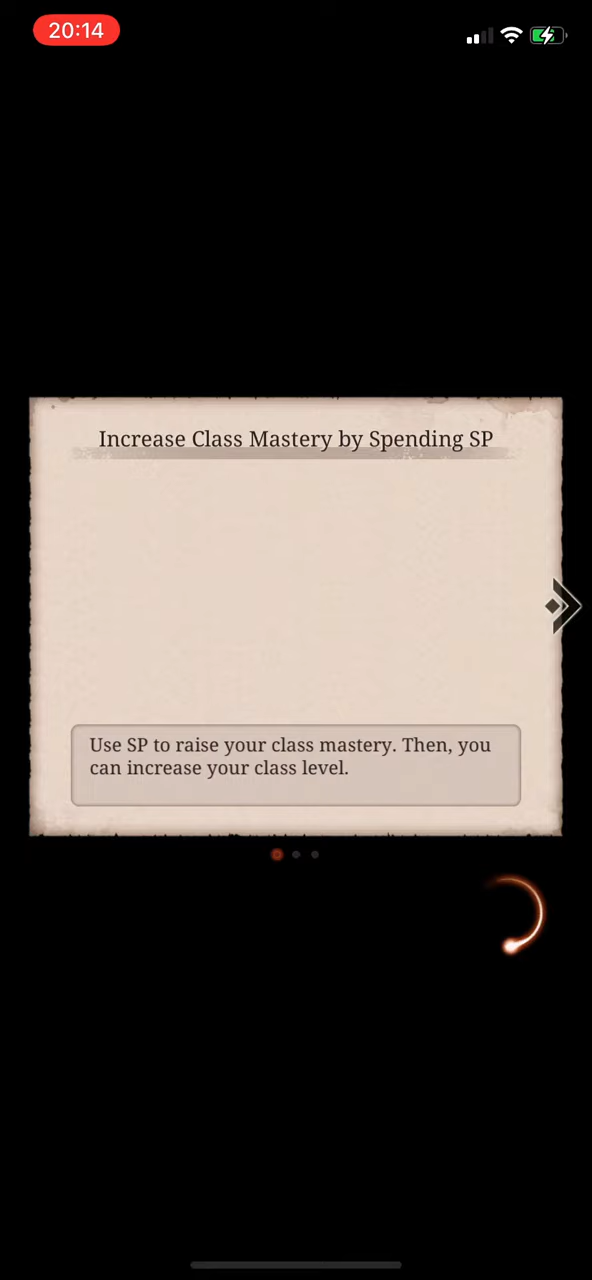 20:14
Increase Class Mastery by Spending SP
Use SP to raise your class mastery. Then, you
can increase your class level.